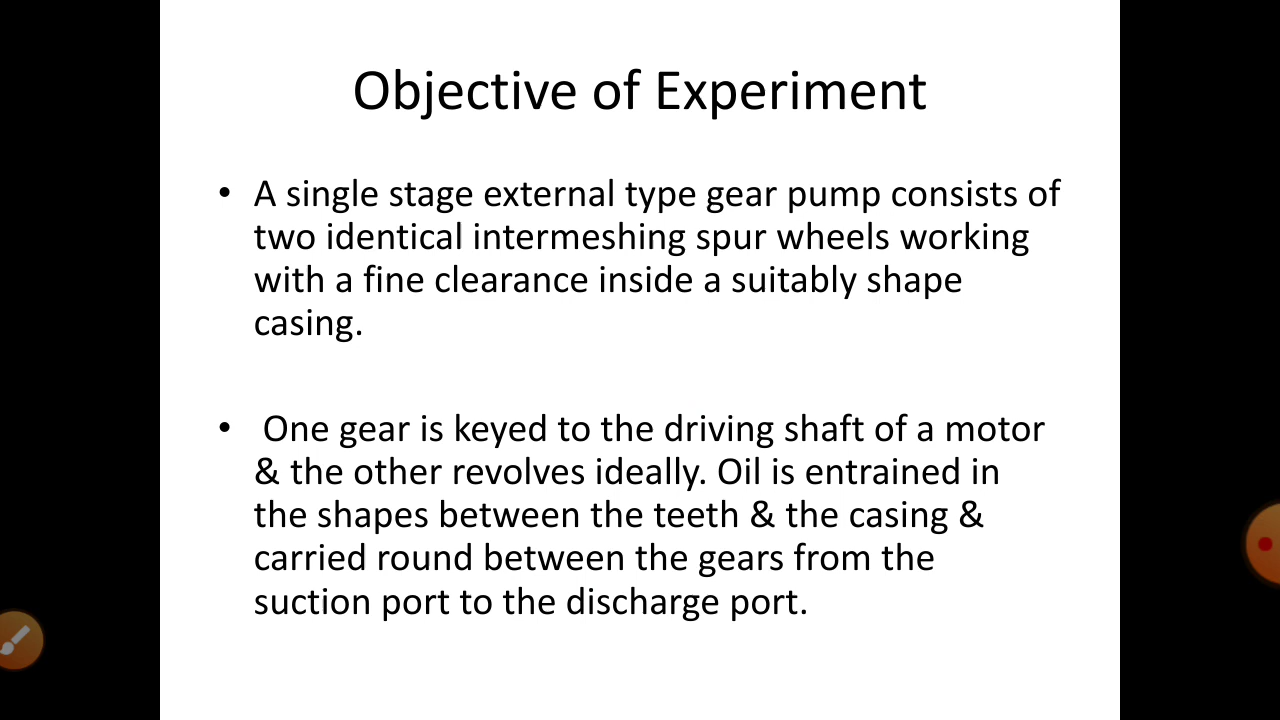 Objective of Experiment
• A single stage external type gear pump consists of
two identical intermeshing spur wheels working
with a fine clearance inside a suitably shape
casing.
• One gear is keyed to the driving shaft of a motor
& the other revolves ideally. Oil is entrained in
the shapes between the teeth & the casing &
carried round between the gears from the
suction port to the discharge port.